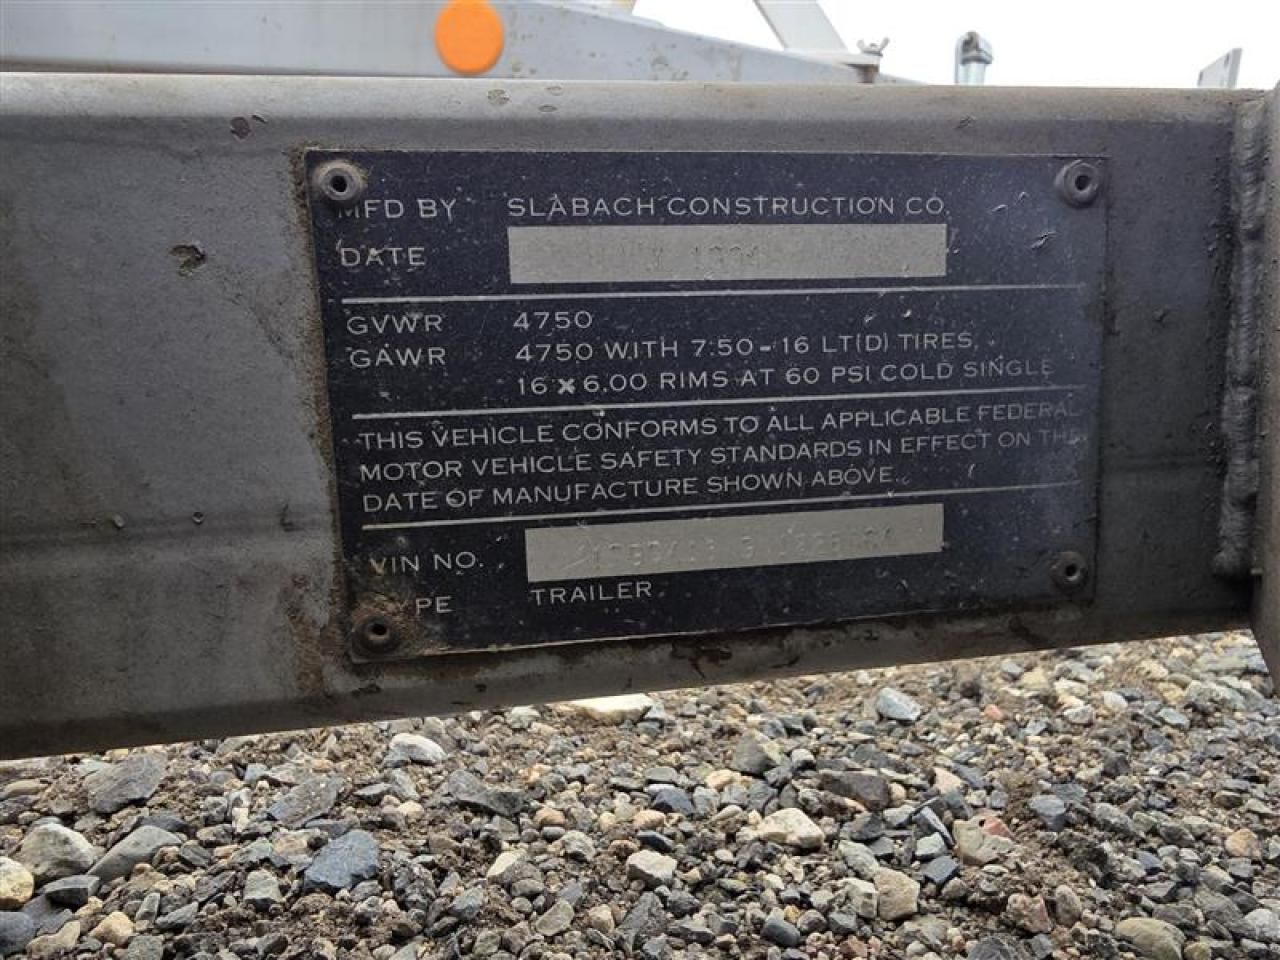 MFD BY SLABACH CONSTRUCTION CO.
DATE
GVWR 4750
GAWR 4750 WITH 7.50-16 LT(D) TIRES,
16 x 6.00 RIMS AT 60 PSI COLD SINGLE
THIS VEHICLE CONFORMS TO ALL APPLICABLE FEDERAL
MOTOR VEHICLE SAFETY STANDARDS IN EFFECT ON THE
DATE OF MANUFACTURE SHOWN ABOVE.
VIN NO.
TYPE TRAILER